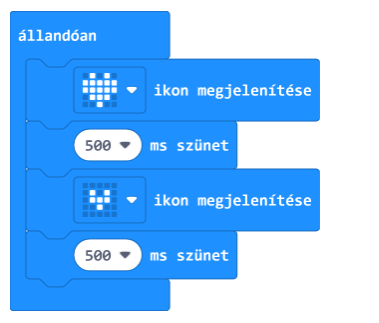 állandóan
ikon megjelenítése
500 ms szünet
ikon megjelenítése
500 ms szünet